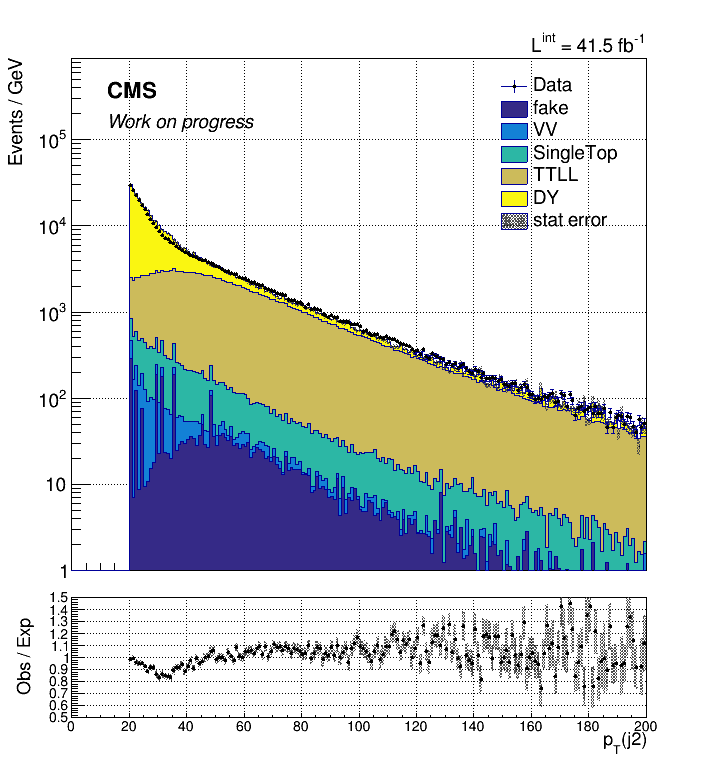 L^int = 41.5 fb^-1
Events / GeV
CMS
Work on progress
Data
fake
VV
SingleTop
TTLL
DY
stat error
10^5
10^4
10^3
10^2
10
1
Obs / Exp
1.5
1.4
1.3
1.2
1.1
1
0.9
0.8
0.7
0.6
0.5
0 20 40 60 80 100 120 140 160 180 200
p_T(j2)